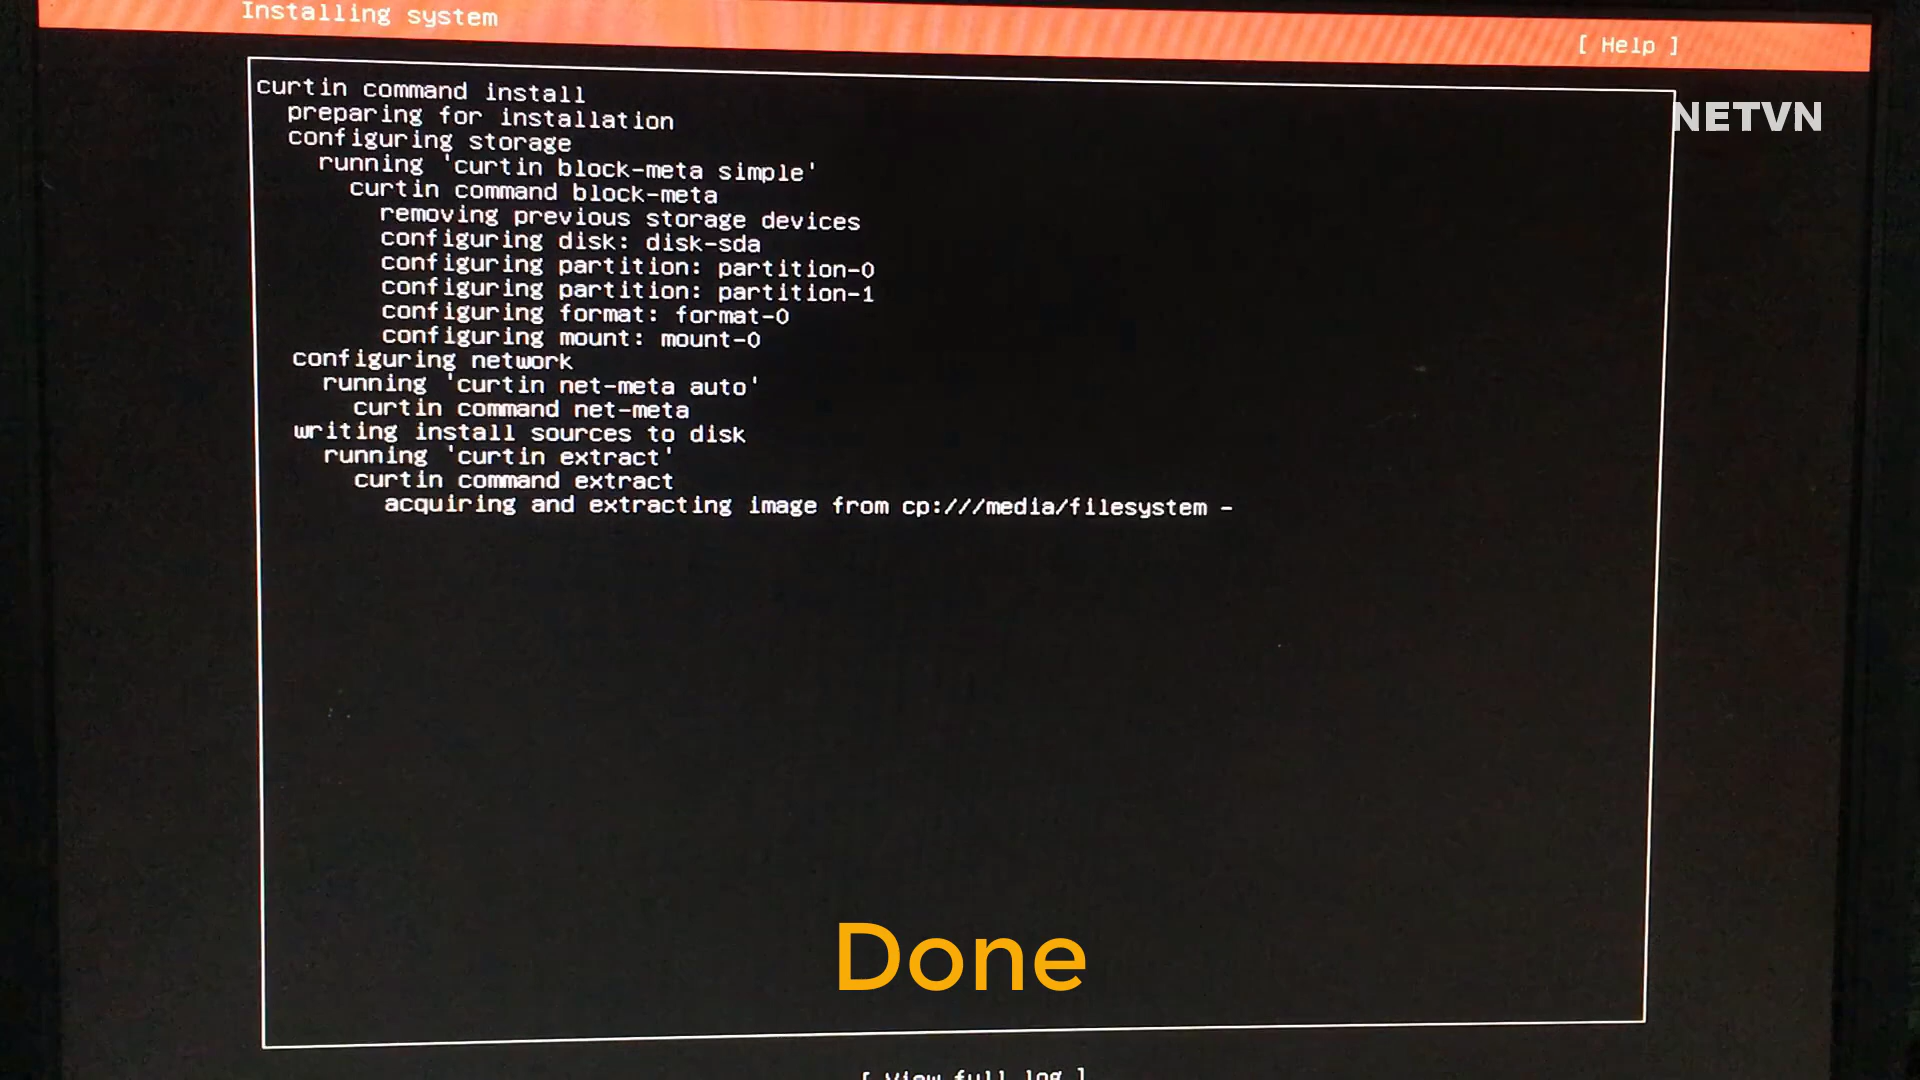 Installing system
[ Help ]
NETVN
curtin command install
preparing for installation
configuring storage
running 'curtin block-meta simple'
curtin command block-meta
removing previous storage devices
configuring disk: disk-sda
configuring partition: partition-0
configuring partition: partition-1
configuring format: format-0
configuring mount: mount-0
configuring network
running 'curtin net-meta auto'
curtin command net-meta
writing install sources to disk
running 'curtin extract'
curtin command extract
acquiring and extracting image from cp:///media/filesystem -
Done
[ View full log ]